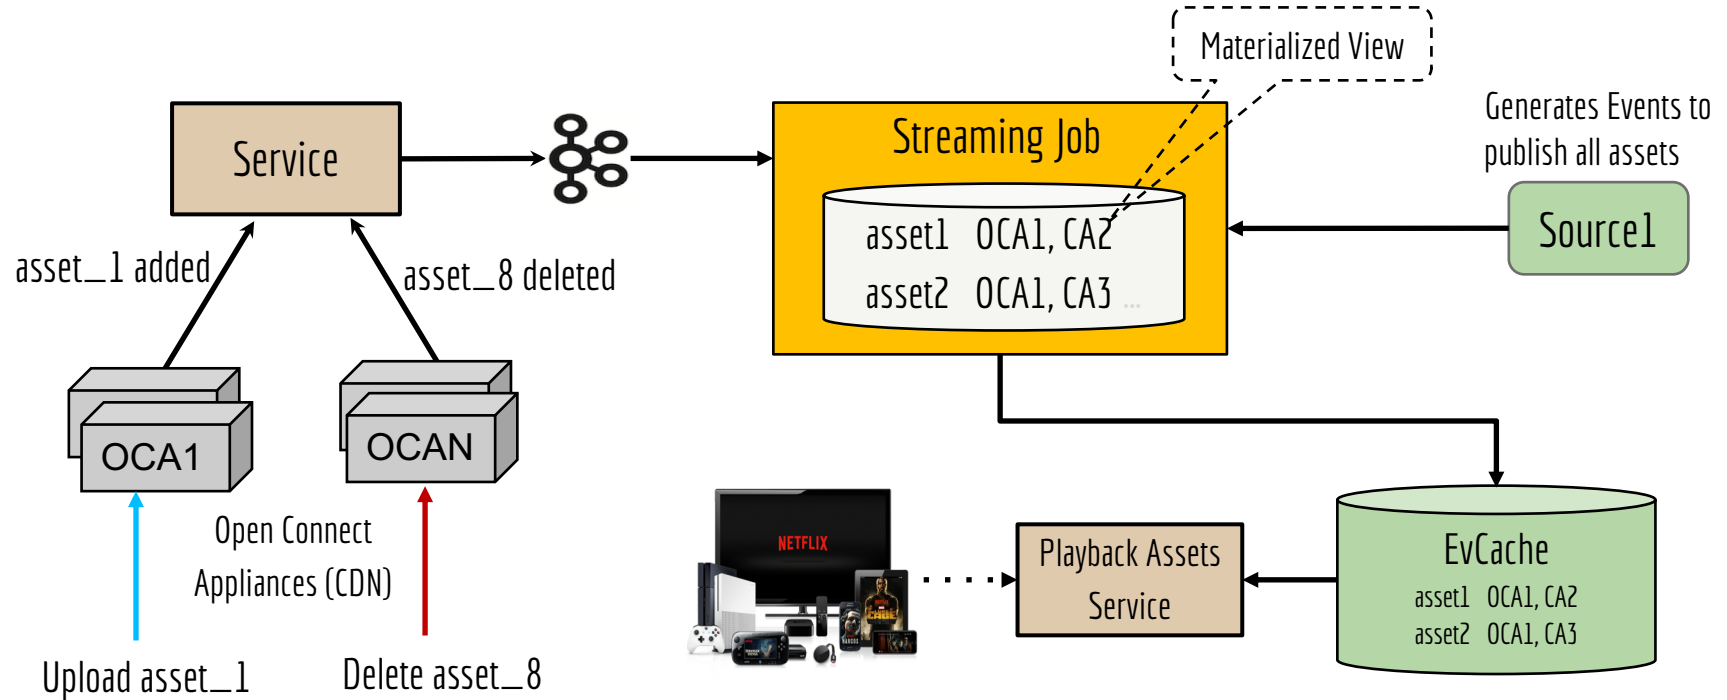 Materialized View
Generates Events to
publish all assets
Service
Streaming Job
Source1
asset1 OCA1, CA2
asset2 OCA1, CA3 ...
asset_1 added
asset_8 deleted
OCA1
OCAN
Open Connect
Appliances (CDN)
Upload asset_1
Delete asset_8
NETFLIX
NARCOS
CAGE
Playback Assets
Service
EvCache
asset1 OCA1, CA2
asset2 OCA1, CA3